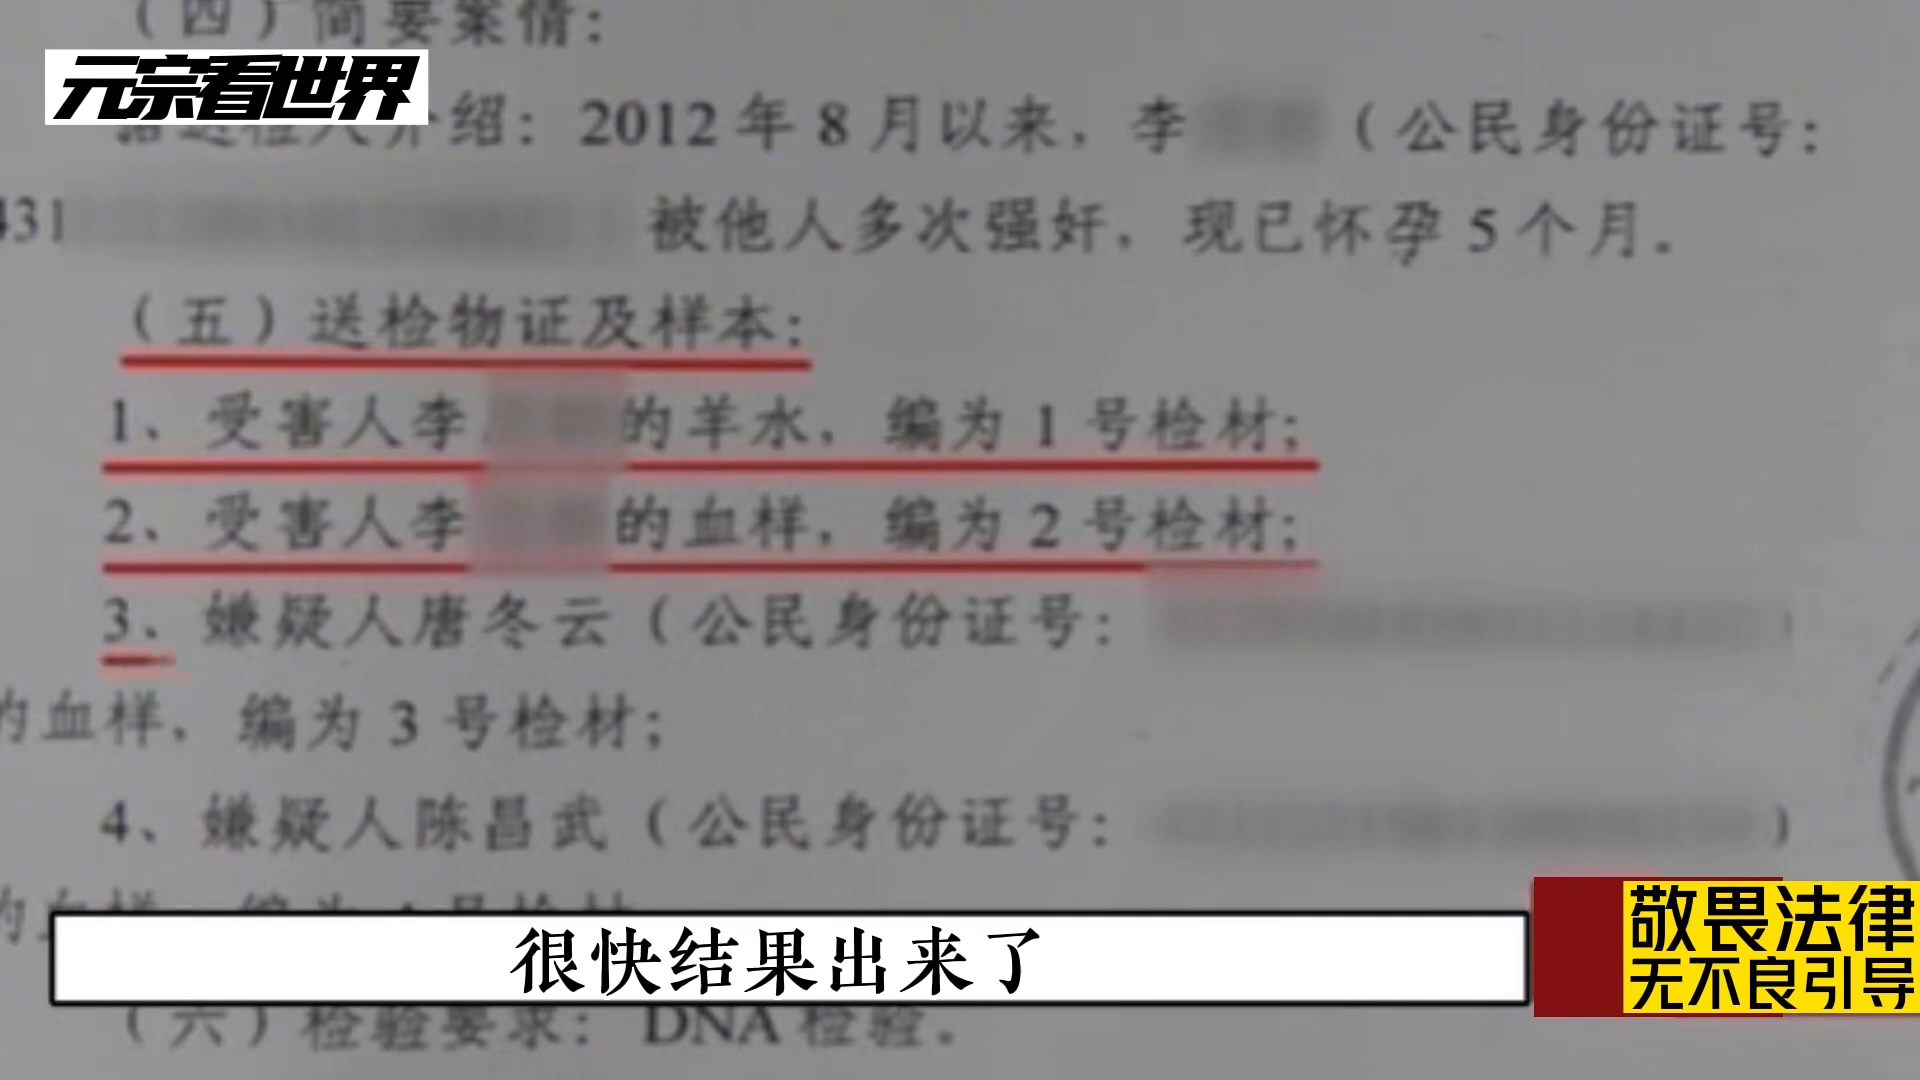 （四）简要案情：
元宗看世界
介绍：2012年8月以来，李（公民身份证号：
431 被他人多次强奸，现已怀孕5个月。
（五）送检物证及样本：
1、受害人李 的羊水，编为1号检材；
2、受害人李 的血样，编为2号检材；
3、嫌疑人唐冬云（公民身份证号： ）
的血样，编为3号检材；
4、嫌疑人陈昌武（公民身份证号： ）
很快结果出来了
敬畏法律
无不良引导
（六）检验要求：DNA检验。